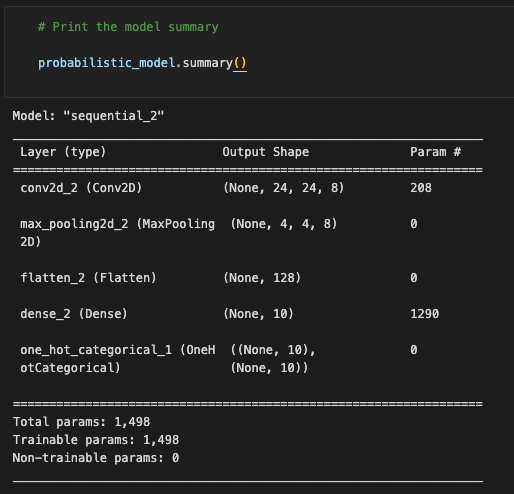 # Print the model summary
probabilistic_model.summary()
Model: "sequential_2"
_________________________________________________________________
Layer (type)                Output Shape              Param #
=================================================================
conv2d_2 (Conv2D)           (None, 24, 24, 8)         208
max_pooling2d_2 (MaxPooling  (None, 4, 4, 8)          0
2D)
flatten_2 (Flatten)         (None, 128)               0
dense_2 (Dense)             (None, 10)                1290
one_hot_categorical_1 (OneH  ((None, 10),             0
otCategorical)               (None, 10))
=================================================================
Total params: 1,498
Trainable params: 1,498
Non-trainable params: 0
_________________________________________________________________